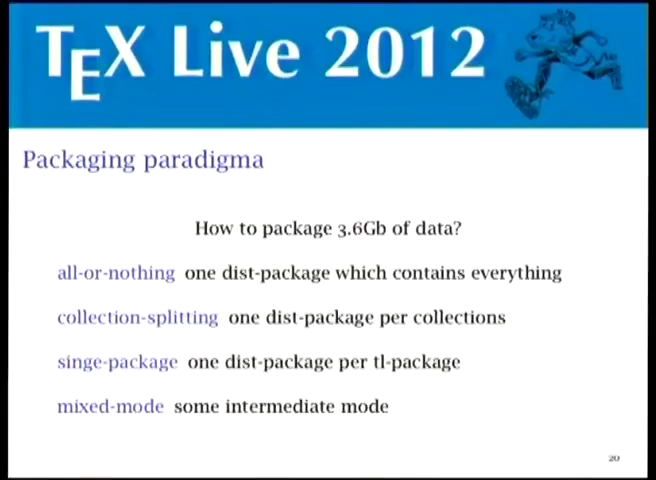 TEX Live 2012
Packaging paradigma
How to package 3.6Gb of data?
all-or-nothing one dist-package which contains everything
collection-splitting one dist-package per collections
singe-package one dist-package per tl-package
mixed-mode some intermediate mode
20